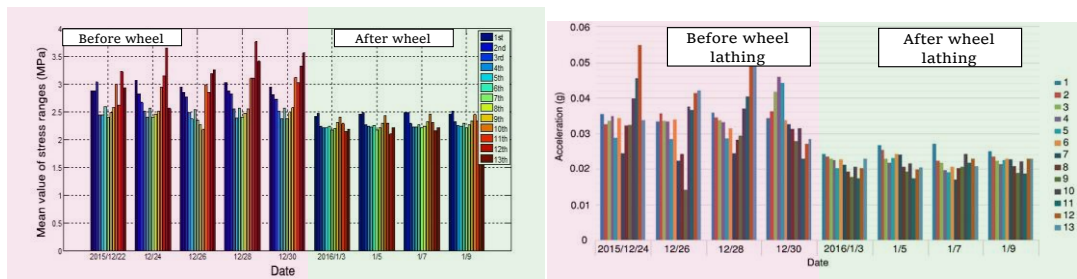 Before wheel
After wheel
Mean value of stress ranges (MPa)
4
3.5
3
2.5
2
1.5
1
0.5
0
2015/12/22
12/24
12/26
12/28
12/30
2016/1/3
1/5
1/7
1/9
Date
1st
2nd
3rd
4th
5th
6th
7th
8th
9th
10th
11th
12th
13th
Before wheel
lathing
After wheel
lathing
Acceleration (g)
0.06
0.05
0.04
0.03
0.02
0.01
0
2015/12/24
12/26
12/28
12/30
2016/1/3
1/5
1/7
1/9
Date
1
2
3
4
5
6
7
8
9
10
11
12
13